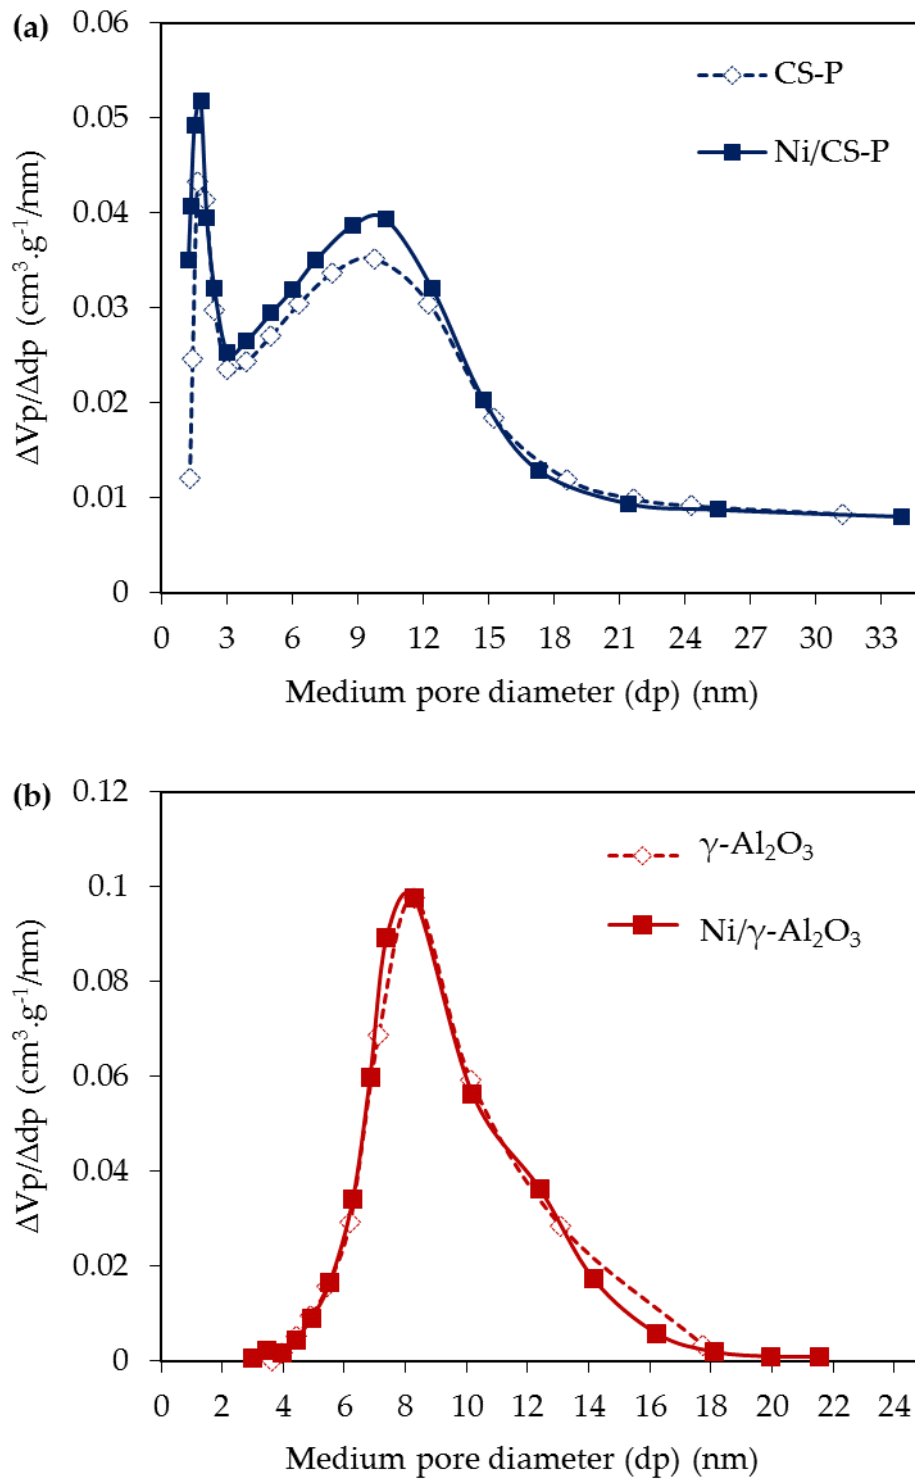 (a)
0.06
0.05
0.04
0.03
0.02
0.01
0
ΔVp/Δdp (cm³.g⁻¹/nm)
CS-P
Ni/CS-P
0 3 6 9 12 15 18 21 24 27 30 33
Medium pore diameter (dp) (nm)
(b)
0.12
0.1
0.08
0.06
0.04
0.02
0
ΔVp/Δdp (cm³.g⁻¹/nm)
γ-Al₂O₃
Ni/γ-Al₂O₃
0 2 4 6 8 10 12 14 16 18 20 22 24
Medium pore diameter (dp) (nm)